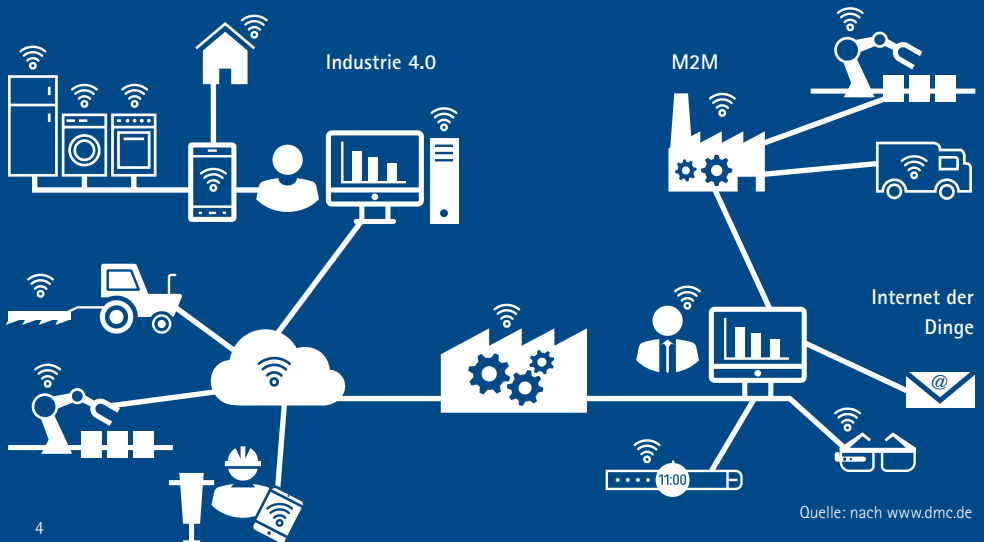 Industrie 4.0
M2M
Internet der
Dinge
@
11:00
Quelle: nach www.dmc.de
4